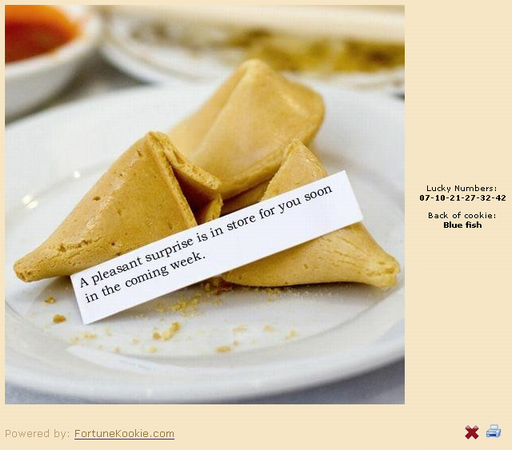 A pleasant surprise is in store for you soon
in the coming week.
Lucky Numbers:
07-10-21-27-32-42
Back of cookie:
Blue fish
Powered by: FortuneKookie.com